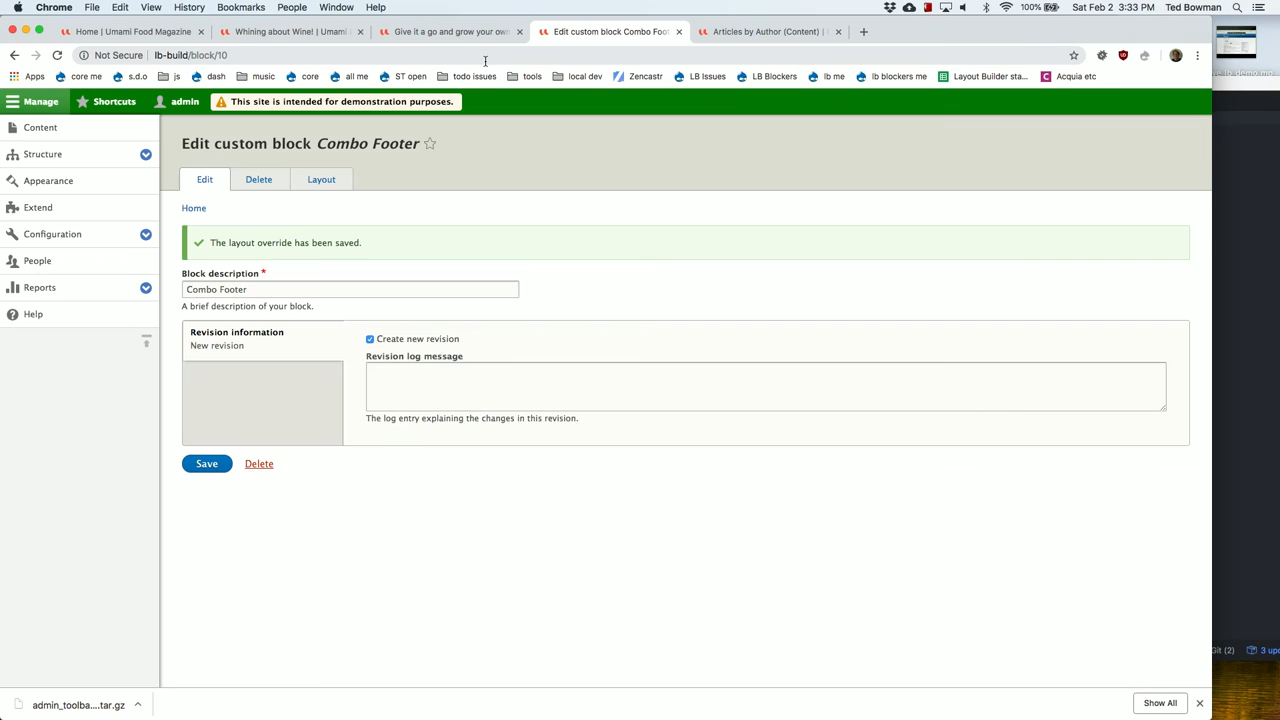 Chrome File Edit View History Bookmarks People Window Help
100% Sat Feb 2 3:33 PM Ted Bowman
Home | Umami Food Magazine
Whining about Wine! | Umami
Give it a go and grow your ow
Edit custom block Combo Foot
Articles by Author (Content) |
Not Secure lb-build/block/10
Apps core me s.d.o js dash music core all me ST open todo issues utils local dev Zencastr LB Issues LB Blockers lb me lb blockers me Layout Builder sta... Acquia etc
Manage Shortcuts admin This site is intended for demonstration purposes.
Content
Structure
Appearance
Extend
Configuration
People
Reports
Help
Edit custom block Combo Footer
Edit Delete Layout
Home
The layout override has been saved.
Block description *
Combo Footer
A brief description of your block.
Revision information
New revision
Create new revision
Revision log message
The log entry explaining the changes in this revision.
Save Delete
Git (2) 3 upd
admin_toolba....tar.gz
Show All